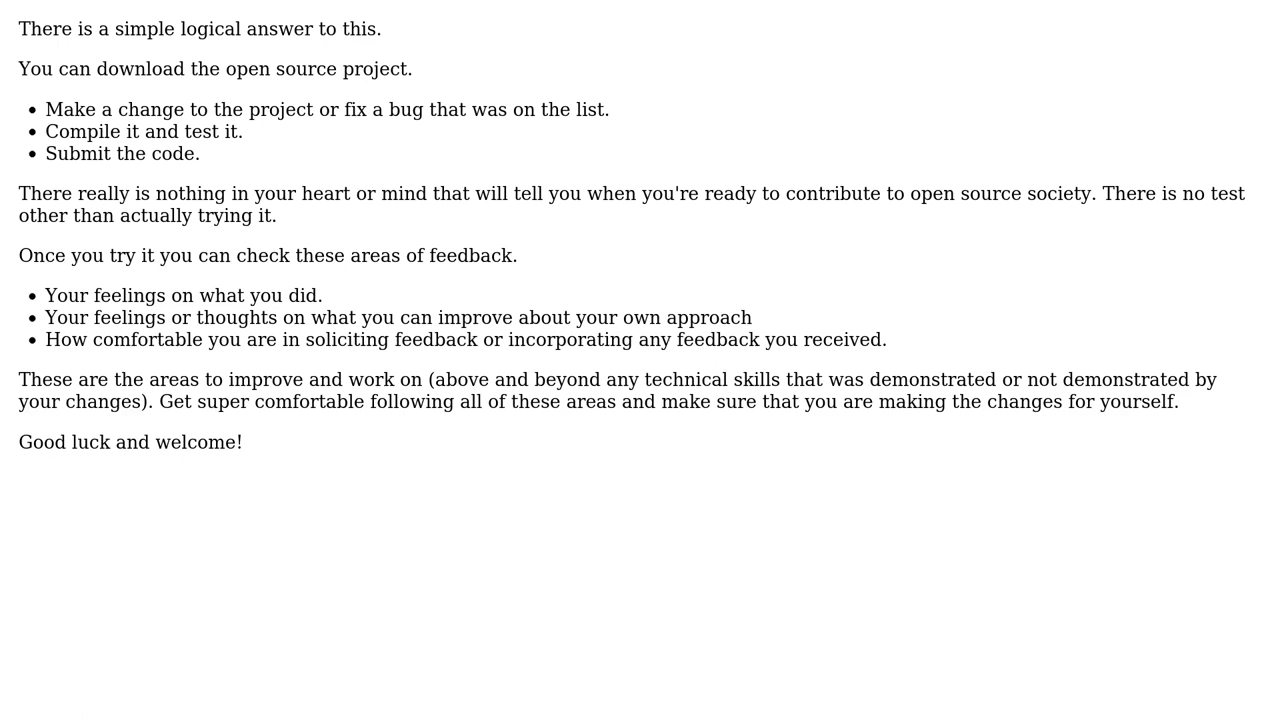 There is a simple logical answer to this.
You can download the open source project.
• Make a change to the project or fix a bug that was on the list.
• Compile it and test it.
• Submit the code.
There really is nothing in your heart or mind that will tell you when you're ready to contribute to open source society. There is no test
other than actually trying it.
Once you try it you can check these areas of feedback.
• Your feelings on what you did.
• Your feelings or thoughts on what you can improve about your own approach
• How comfortable you are in soliciting feedback or incorporating any feedback you received.
These are the areas to improve and work on (above and beyond any technical skills that was demonstrated or not demonstrated by
your changes). Get super comfortable following all of these areas and make sure that you are making the changes for yourself.
Good luck and welcome!